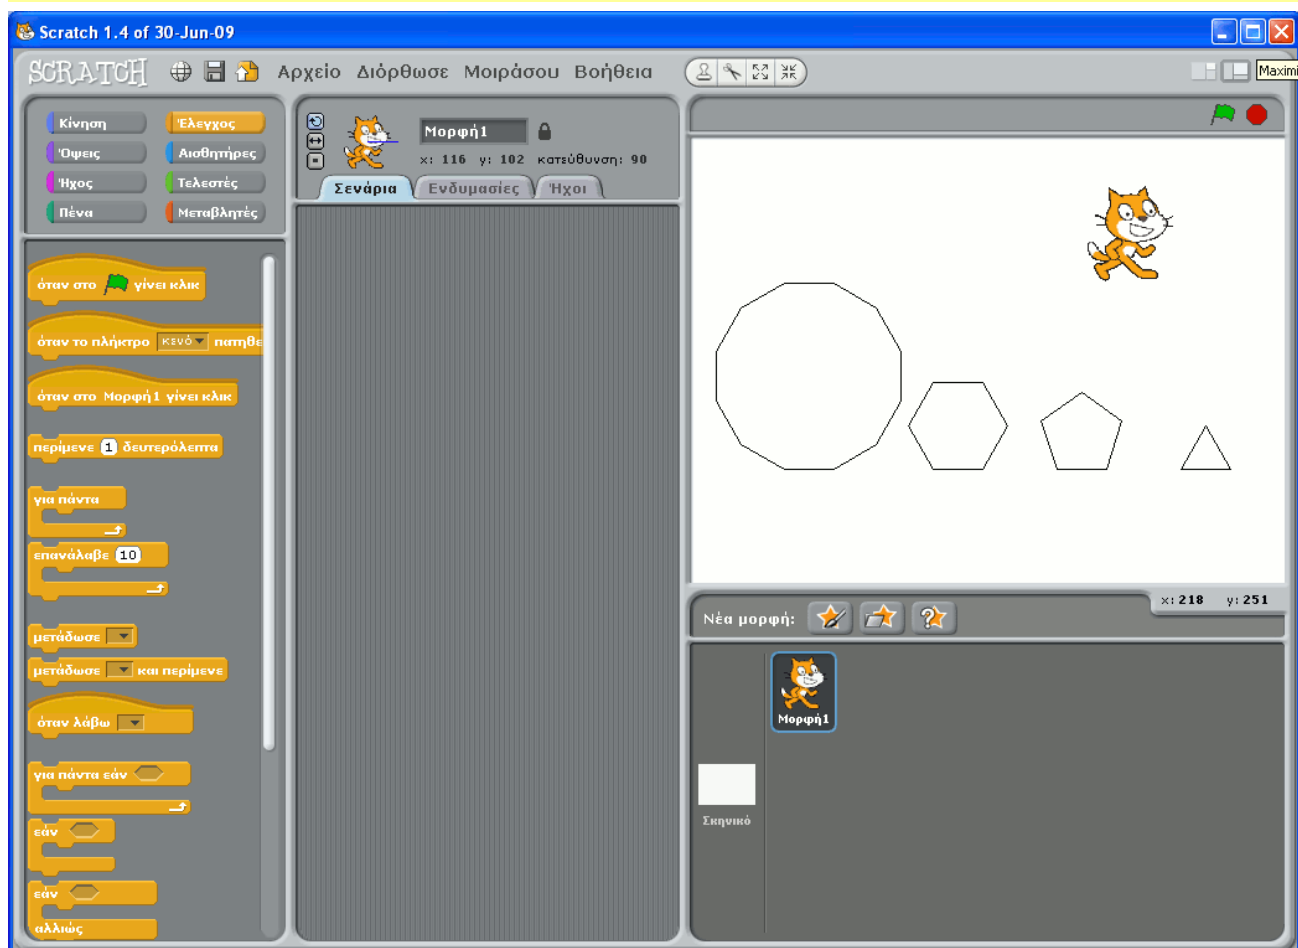 Scratch 1.4 of 30-Jun-09
SCRATCH Αρχείο Διόρθωσε Μοιράσου Βοήθεια
Maximi
Κίνηση Έλεγχος
Όψεις Αισθητήρες
Ήχος Τελεστές
Πένα Μεταβλητές
Μορφή1
x: 116 y: 102 κατεύθυνση: 90
Σενάρια Ενδυμασίες Ήχοι
όταν στο γίνει κλικ
όταν το πλήκτρο κενό πατηθε
όταν στο Μορφή1 γίνει κλικ
περίμενε 1 δευτερόλεπτα
για πάντα
επανάλαβε 10
μετάδωσε
μετάδωσε και περίμενε
όταν λάβω
για πάντα εάν
εάν
εάν
αλλιώς
x: 218 y: 251
Νέα μορφή:
Μορφή1
Σκηνικό